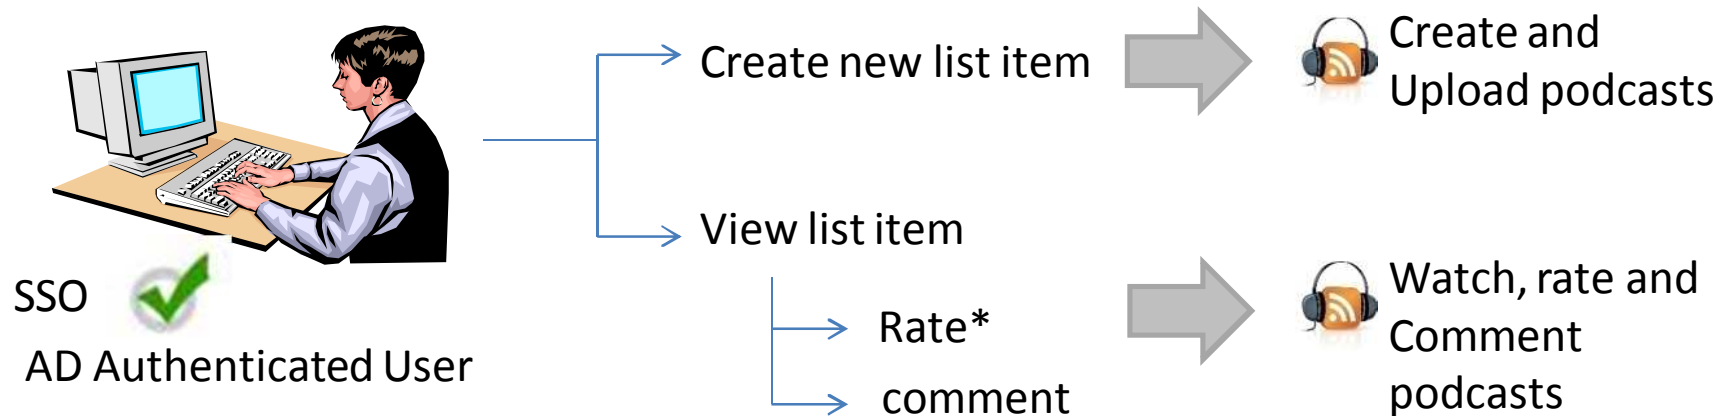 SSO
AD Authenticated User
Create new list item
View list item
Rate*
comment
Create and
Upload podcasts
Watch, rate and
Comment
podcasts